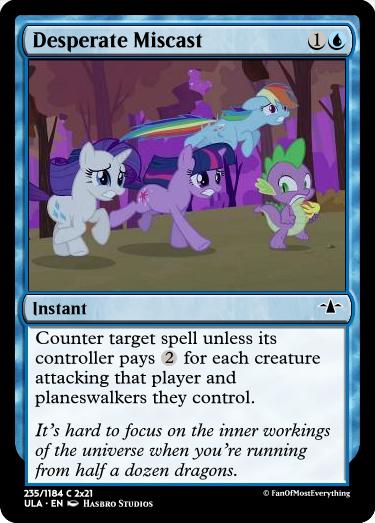 Desperate Miscast 1
Instant
Counter target spell unless its
controller pays 2 for each creature
attacking that player and
planeswalkers they control.
It's hard to focus on the inner workings
of the universe when you're running
from half a dozen dragons.
235/1184 C 2x21
ULA • EN HASBRO STUDIOS © FanOfMostEverything